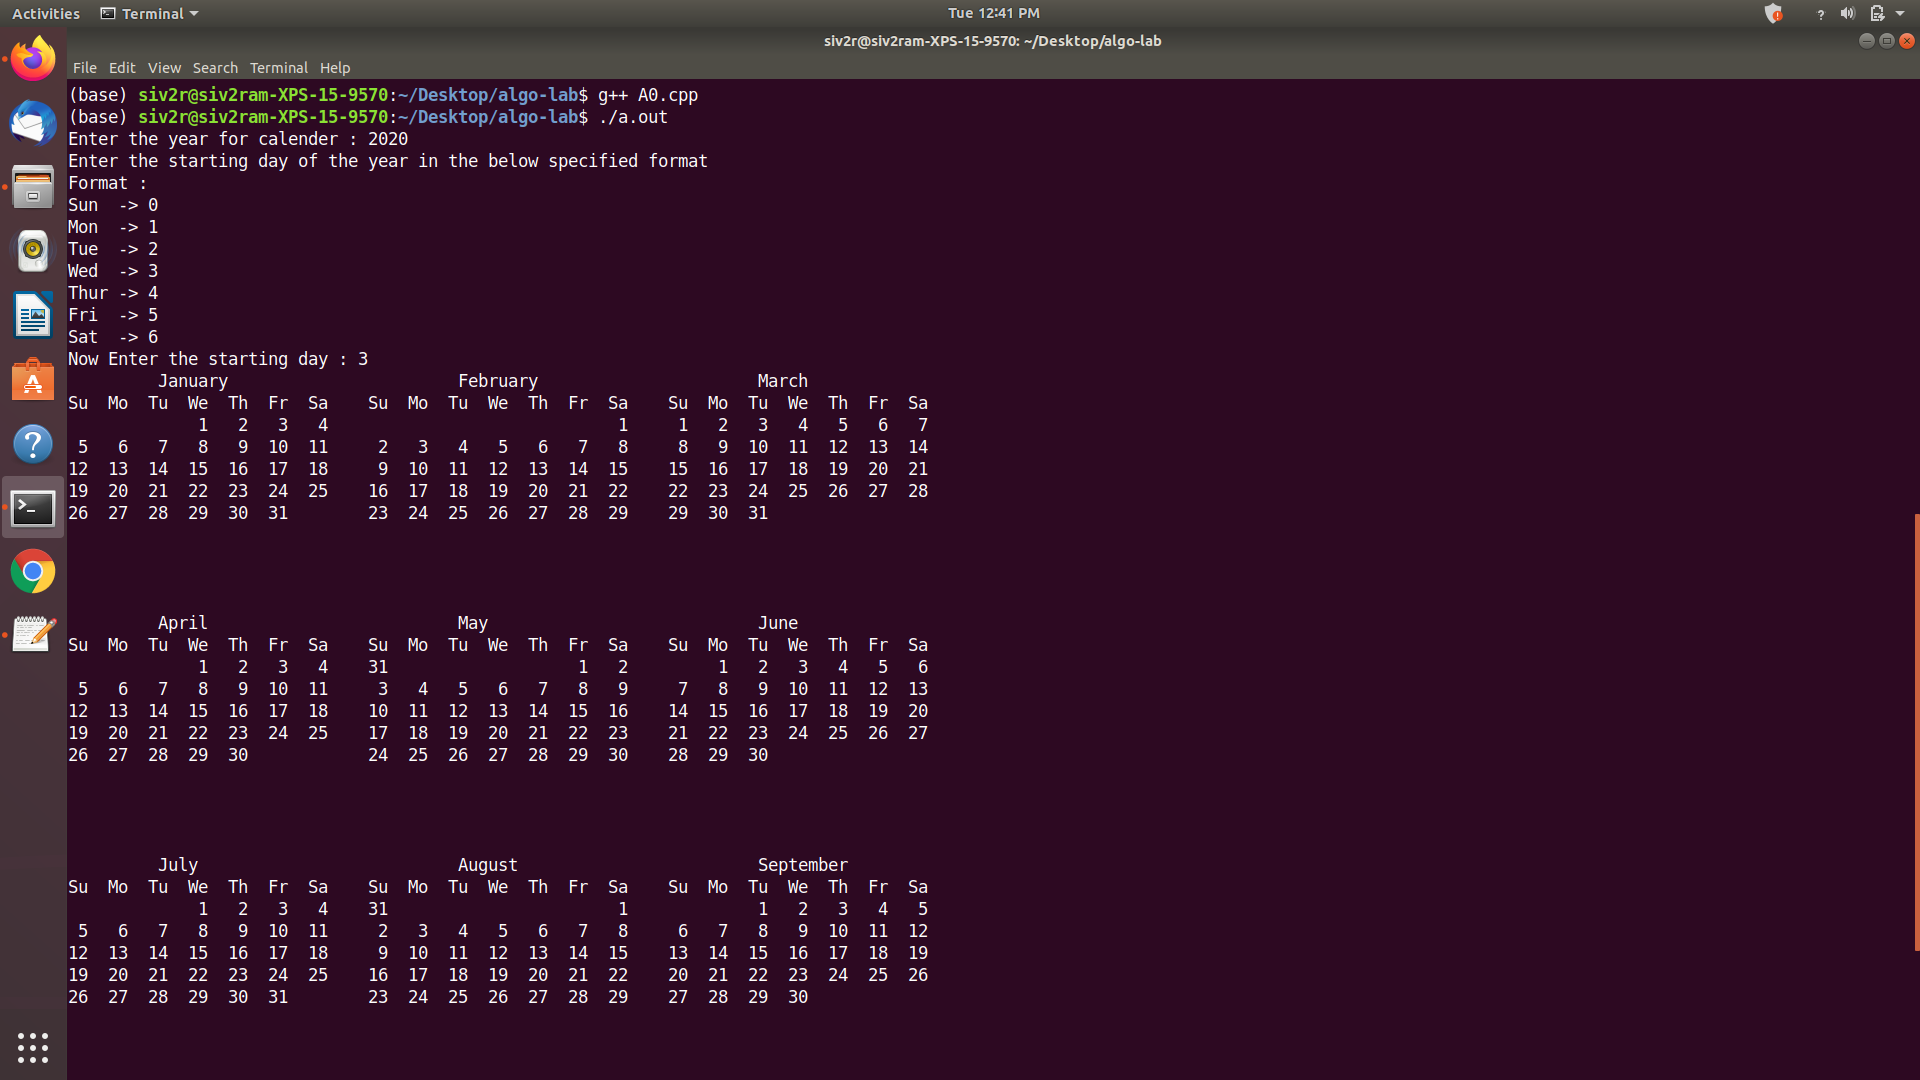 Activities Terminal Tue 12:41 PM ?
siv2r@siv2ram-XPS-15-9570: ~/Desktop/algo-lab
File Edit View Search Terminal Help
(base) siv2r@siv2ram-XPS-15-9570:~/Desktop/algo-lab$ g++ A0.cpp
(base) siv2r@siv2ram-XPS-15-9570:~/Desktop/algo-lab$ ./a.out
Enter the year for calender : 2020
Enter the starting day of the year in the below specified format
Format :
Sun  -> 0
Mon  -> 1
Tue  -> 2
Wed  -> 3
Thur -> 4
Fri  -> 5
Sat  -> 6
Now Enter the starting day : 3
         January                       February                      March
Su  Mo  Tu  We  Th  Fr  Sa    Su  Mo  Tu  We  Th  Fr  Sa    Su  Mo  Tu  We  Th  Fr  Sa
             1   2   3   4                             1     1   2   3   4   5   6   7
 5   6   7   8   9  10  11     2   3   4   5   6   7   8     8   9  10  11  12  13  14
12  13  14  15  16  17  18     9  10  11  12  13  14  15    15  16  17  18  19  20  21
19  20  21  22  23  24  25    16  17  18  19  20  21  22    22  23  24  25  26  27  28
26  27  28  29  30  31        23  24  25  26  27  28  29    29  30  31
         April                         May                           June
Su  Mo  Tu  We  Th  Fr  Sa    Su  Mo  Tu  We  Th  Fr  Sa    Su  Mo  Tu  We  Th  Fr  Sa
             1   2   3   4    31                   1   2         1   2   3   4   5   6
 5   6   7   8   9  10  11     3   4   5   6   7   8   9     7   8   9  10  11  12  13
12  13  14  15  16  17  18    10  11  12  13  14  15  16    14  15  16  17  18  19  20
19  20  21  22  23  24  25    17  18  19  20  21  22  23    21  22  23  24  25  26  27
26  27  28  29  30            24  25  26  27  28  29  30    28  29  30
         July                          August                        September
Su  Mo  Tu  We  Th  Fr  Sa    Su  Mo  Tu  We  Th  Fr  Sa    Su  Mo  Tu  We  Th  Fr  Sa
             1   2   3   4    31                       1             1   2   3   4   5
 5   6   7   8   9  10  11     2   3   4   5   6   7   8     6   7   8   9  10  11  12
12  13  14  15  16  17  18     9  10  11  12  13  14  15    13  14  15  16  17  18  19
19  20  21  22  23  24  25    16  17  18  19  20  21  22    20  21  22  23  24  25  26
26  27  28  29  30  31        23  24  25  26  27  28  29    27  28  29  30